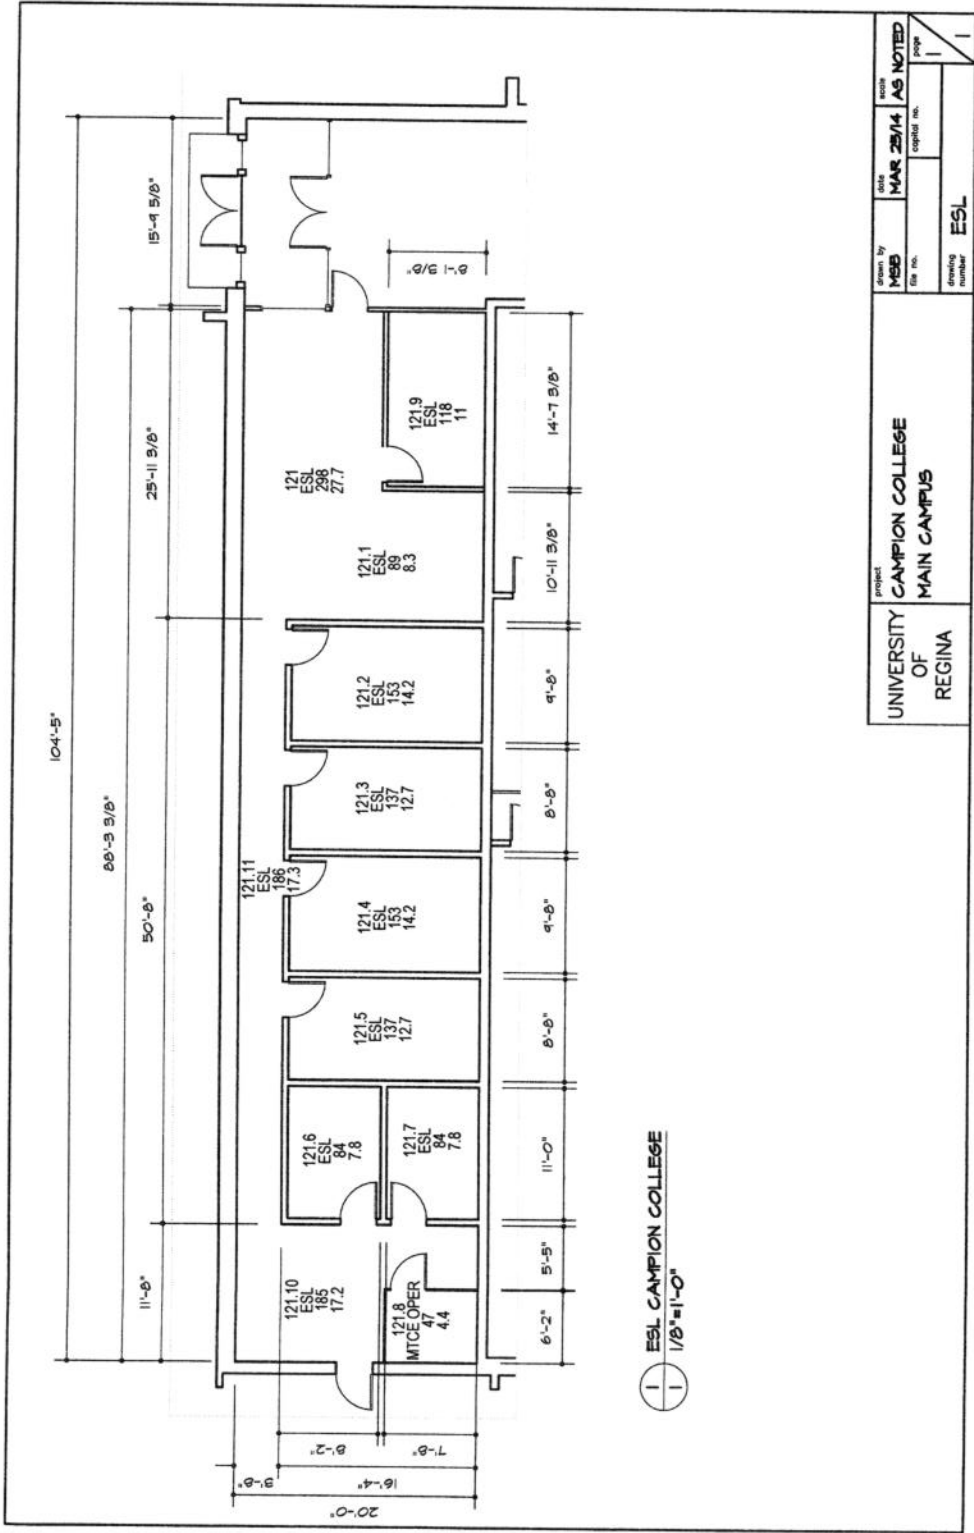 104'-5"
88'-3 3/8"
15'-9 5/8"
11'-8"
50'-8"
25'-11 3/8"
121.10
ESL
185
17.2
121.8
MTCE OPER
47
4.4
121.6
ESL
84
7.8
121.7
ESL
84
7.8
121.5
ESL
137
12.7
121.11
ESL
186
17.3
121.4
ESL
153
14.2
121.3
ESL
137
12.7
121.2
ESL
153
14.2
121.1
ESL
89
8.3
121
ESL
298
27.7
121.9
ESL
118
11
8'-1 3/8"
20'-0"
3'-8"
16'-4"
8'-2"
7'-8"
6'-2"
5'-5"
11'-0"
8'-8"
9'-8"
8'-8"
9'-8"
10'-11 3/8"
14'-7 3/8"
1
1
ESL CAMPION COLLEGE
1/8"=1'-0"
UNIVERSITY
OF
REGINA
project
CAMPION COLLEGE
MAIN CAMPUS
drawn by
MSB
date
MAR 25/14
scale
AS NOTED
file no.
capital no.
page
1
1
drawing
number
ESL